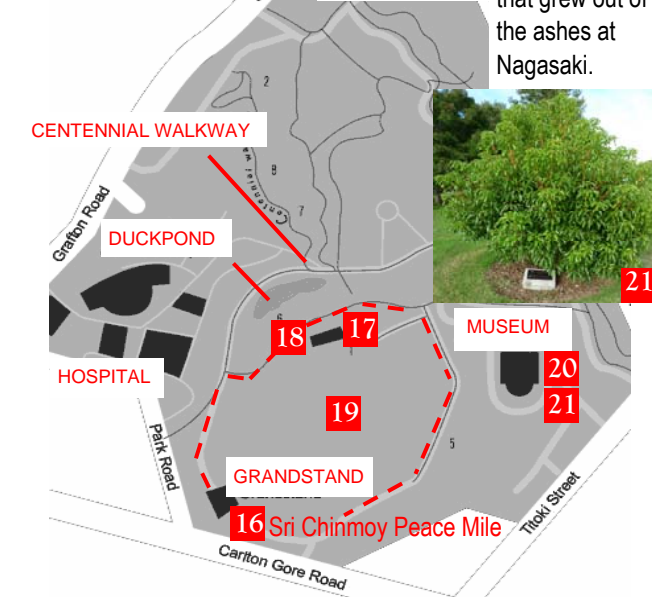 that grew out of
the ashes at
Nagasaki.
2
CENTENNIAL WALKWAY
8
Centennial
7
Grafton Road
DUCKPOND
21
6
18
17
MUSEUM
HOSPITAL
20
21
19
Park Road
5
GRANDSTAND
Titoki Street
16 Sri Chinmoy Peace Mile
Carlton Gore Road